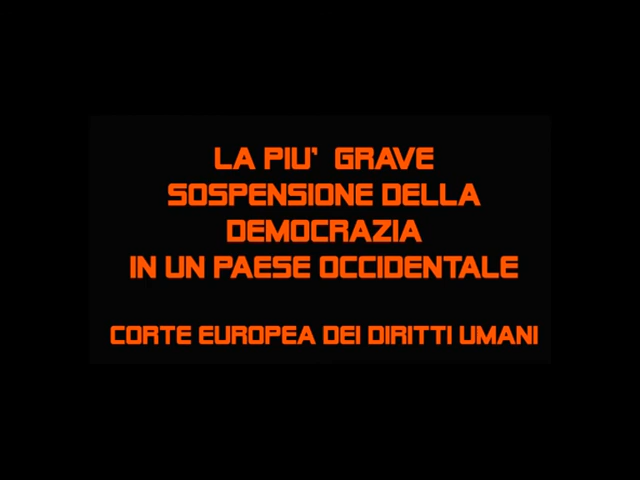 LA PIU' GRAVE
SOSPENSIONE DELLA
DEMOCRAZIA
IN UN PAESE OCCIDENTALE
CORTE EUROPEA DEI DIRITTI UMANI